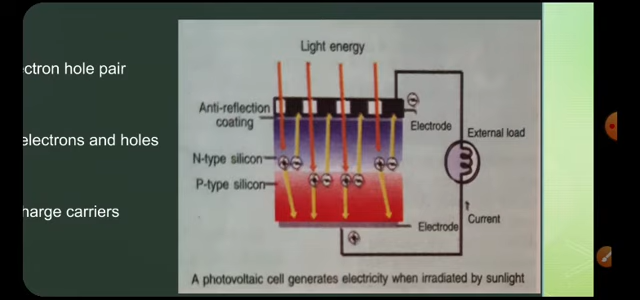 ctron hole pair
electrons and holes
harge carriers
Light energy
Anti-reflection
coating
N-type silicon
P-type silicon
Electrode
External load
Current
Electrode
A photovoltaic cell generates electricity when irradiated by sunlight